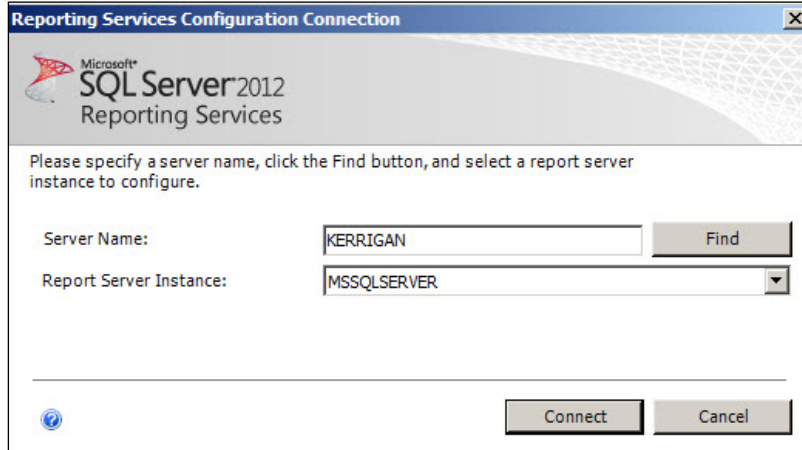 Reporting Services Configuration Connection
Microsoft®
SQL Server® 2012
Reporting Services
Please specify a server name, click the Find button, and select a report server
instance to configure.
Server Name: KERRIGAN Find
Report Server Instance: MSSQLSERVER
Connect Cancel